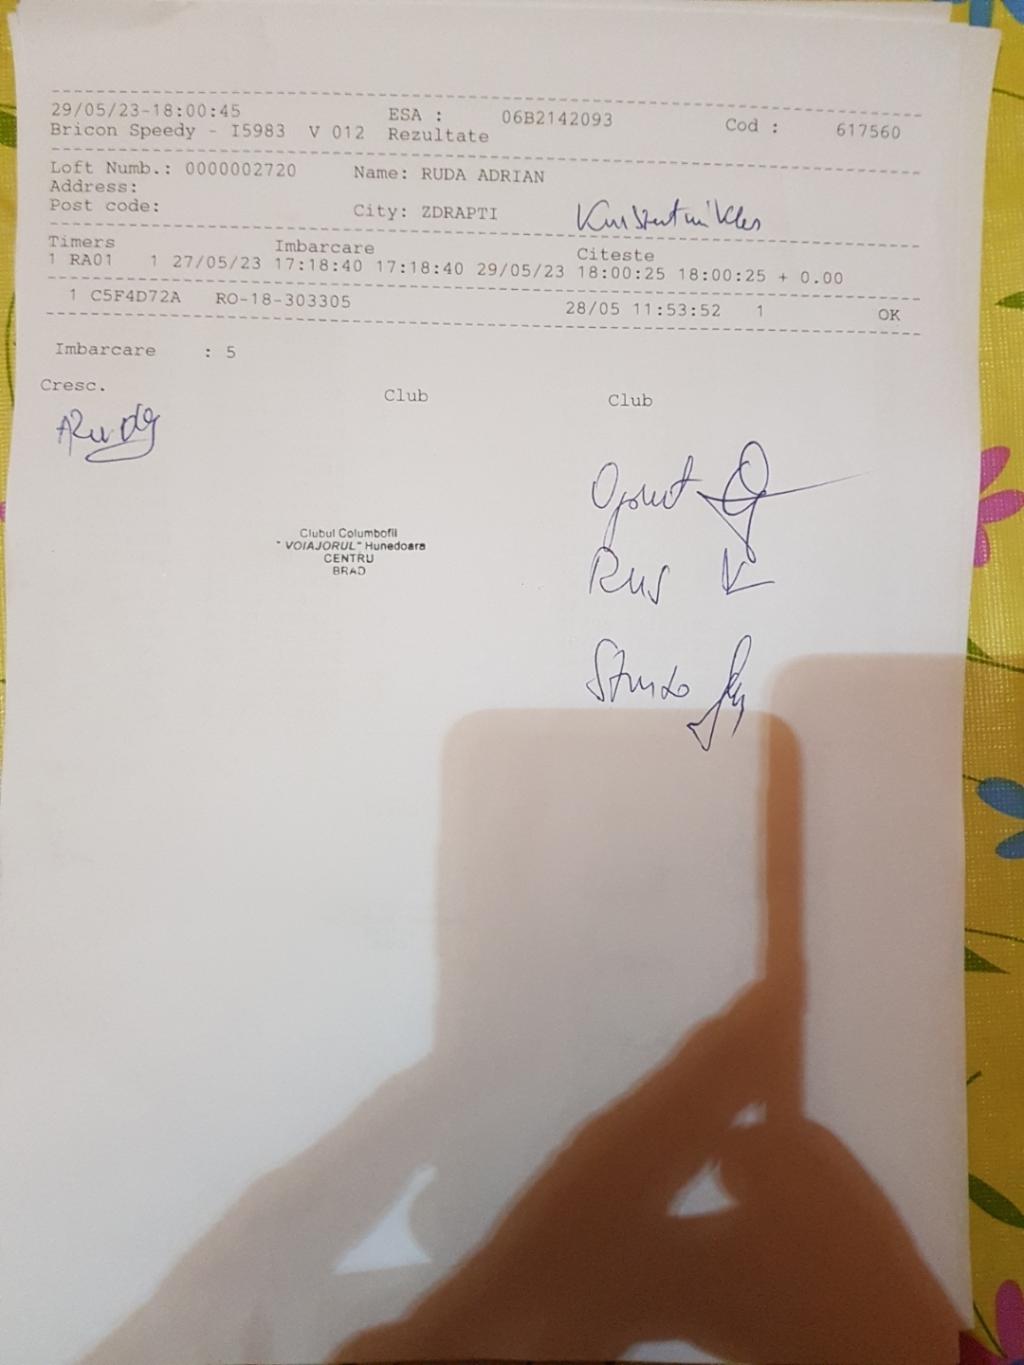 29/05/23-18:00:45 ESA : 06B2142093 Cod : 617560
Bricon Speedy - I5983 V 012 Rezultate
Loft Numb.: 0000002720 Name: RUDA ADRIAN
Address:
Post code: City: ZDRAPTI
Timers Imbarcare Citeste
1 RA01 1 27/05/23 17:18:40 17:18:40 29/05/23 18:00:25 18:00:25 + 0.00
1 C5F4D72A RO-18-303305 28/05 11:53:52 1 OK
Imbarcare : 5
Cresc. Club Club
ARuda
Clubul Columbofil
"VOIAJORUL" Hunedoara
CENTRU
BRAD
Rus